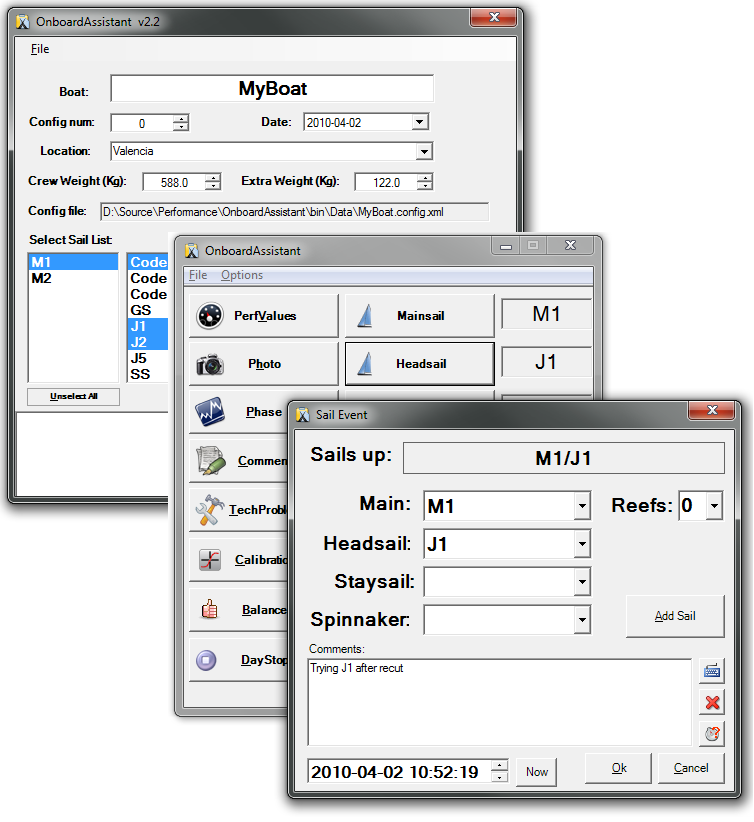 OnboardAssistant v2.2
File
Boat: MyBoat
Config num: 0 Date: 2010-04-02
Location: Valencia
Crew Weight (Kg): 588.0 Extra Weight (Kg): 122.0
Config file: D:\Source\Performance\OnboardAssistant\bin\Data\MyBoat.config.xml
Select Sail List:
M1
M2
Code
Code
Code
GS
J1
J2
J5
SS
Unselect All
OnboardAssistant
File Options
PerfValues Mainsail M1
Photo Headsail J1
Phase
Commen
TechProble
Calibratio
Balance
DayStop
Sail Event
Sails up: M1/J1
Main: M1 Reefs: 0
Headsail: J1
Staysail:
Spinnaker:
Add Sail
Comments:
Trying J1 after recut
2010-04-02 10:52:19 Now Ok Cancel